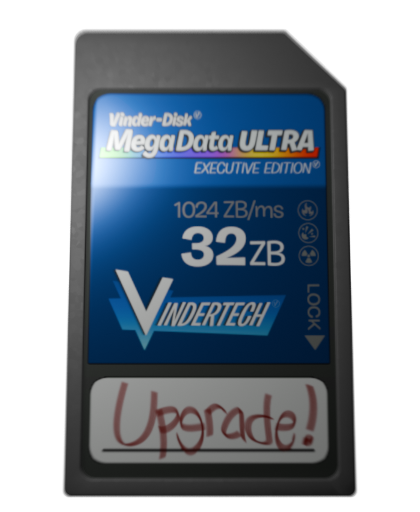 Vinder-Disk®
MegaData ULTRA
EXECUTIVE EDITION®
1024 ZB/ms
32ZB
VINDERTECH®
LOCK
Upgrade!